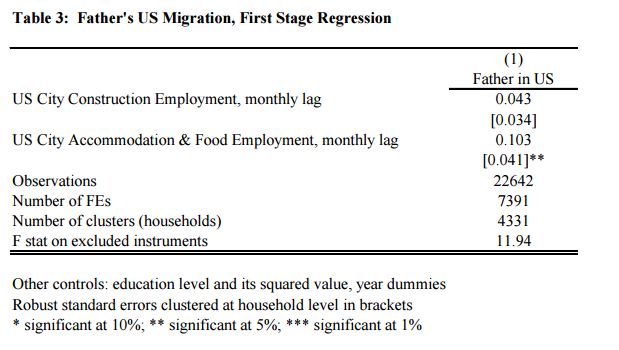 Table 3:  Father's US Migration, First Stage Regression
(1)
Father in US
US City Construction Employment, monthly lag 0.043
[0.034]
US City Accommodation & Food Employment, monthly lag 0.103
[0.041]**
Observations 22642
Number of FEs 7391
Number of clusters (households) 4331
F stat on excluded instruments 11.94
Other controls: education level and its squared value, year dummies
Robust standard errors clustered at household level in brackets
* significant at 10%; ** significant at 5%; *** significant at 1%